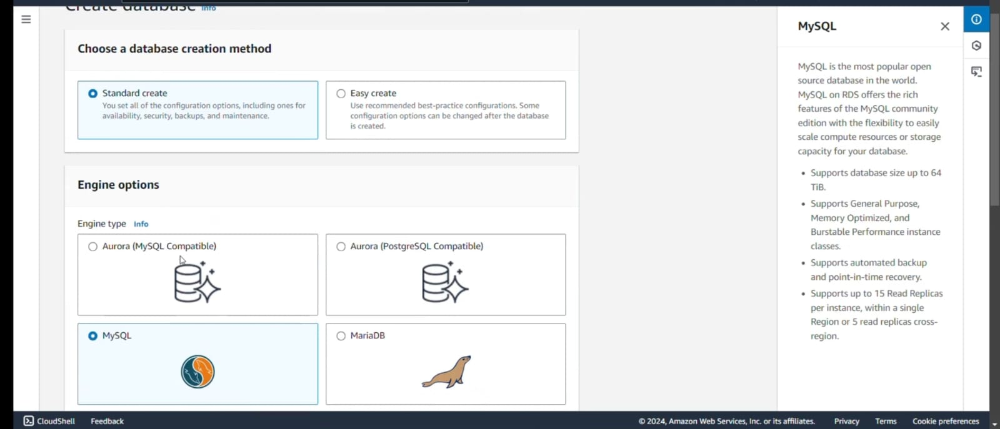 Create database Info
Choose a database creation method
Standard create
You set all of the configuration options, including ones for
availability, security, backups, and maintenance.
Easy create
Use recommended best-practice configurations. Some
configuration options can be changed after the database
is created.
Engine options
Engine type Info
Aurora (MySQL Compatible)
Aurora (PostgreSQL Compatible)
MySQL
MariaDB
MySQL
MySQL is the most popular open
source database in the world.
MySQL on RDS offers the rich
features of the MySQL community
edition with the flexibility to easily
scale compute resources or storage
capacity for your database.
Supports database size up to 64
TiB.
Supports General Purpose,
Memory Optimized, and
Burstable Performance instance
classes.
Supports automated backup
and point-in-time recovery.
Supports up to 15 Read Replicas
per instance, within a single
Region or 5 read replicas cross-
region.
CloudShell Feedback © 2024, Amazon Web Services, Inc. or its affiliates. Privacy Terms Cookie preferences